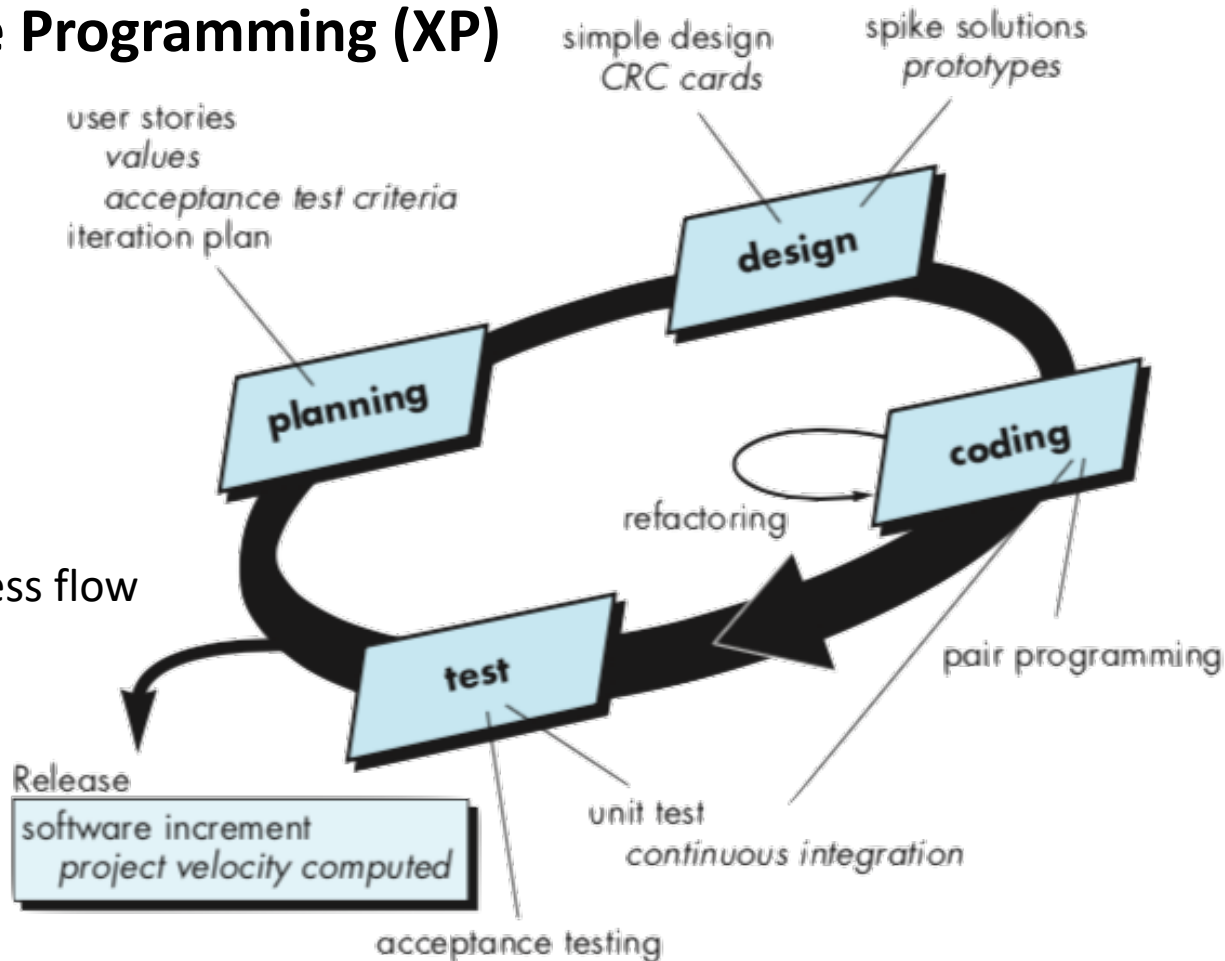 e Programming (XP)
simple design
CRC cards
spike solutions
prototypes
user stories
values
acceptance test criteria
iteration plan
design
planning
coding
refactoring
ess flow
test
pair programming
Release
software increment
project velocity computed
unit test
continuous integration
acceptance testing